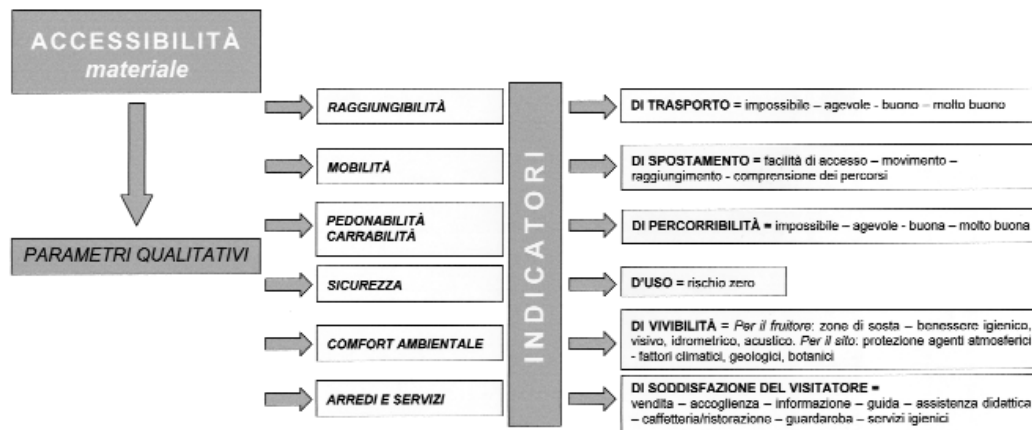 ACCESSIBILITÀ
materiale
PARAMETRI QUALITATIVI
RAGGIUNGIBILITÀ
MOBILITÀ
PEDONABILITÀ
CARRABILITÀ
SICUREZZA
COMFORT AMBIENTALE
ARREDI E SERVIZI
INDICATORI
DI TRASPORTO = impossibile – agevole - buono – molto buono
DI SPOSTAMENTO = facilità di accesso – movimento –
raggiungimento - comprensione dei percorsi
DI PERCORRIBILITÀ = impossibile – agevole - buona – molto buona
D'USO = rischio zero
DI VIVIBILITÀ = Per il fruitore: zone di sosta – benessere igienico,
visivo, idrometrico, acustico. Per il sito: protezione agenti atmosferici
- fattori climatici, geologici, botanici
DI SODDISFAZIONE DEL VISITATORE =
vendita – accoglienza – informazione – guida – assistenza didattica
– caffetteria/ristorazione – guardaroba – servizi igienici